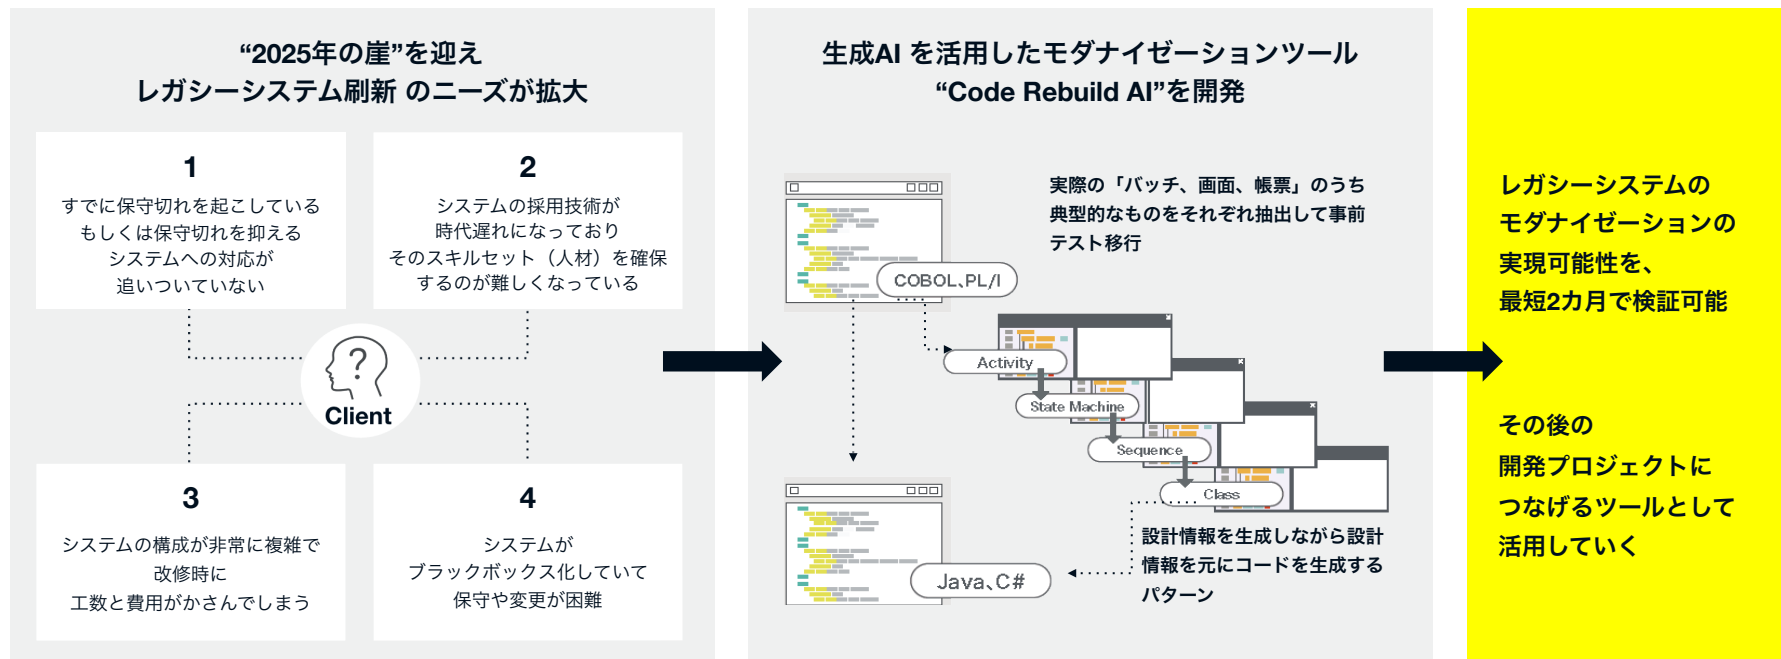 “2025年の崖”を迎え
レガシーシステム刷新 のニーズが拡大
1
すでに保守切れを起こしている
もしくは保守切れを抑える
システムへの対応が
追いついていない
2
システムの採用技術が
時代遅れになっており
そのスキルセット（人材）を確保
するのが難しくなっている
?
Client
3
システムの構成が非常に複雑で
改修時に
工数と費用がかさんでしまう
4
システムが
ブラックボックス化していて
保守や変更が困難
生成AI を活用したモダナイゼーションツール
“Code Rebuild AI”を開発
実際の「バッチ、画面、帳票」のうち
典型的なものをそれぞれ抽出して事前
テスト移行
COBOL、PL/I
Activity
State Machine
Sequence
Class
Java、C#
設計情報を生成しながら設計
情報を元にコードを生成する
パターン
レガシーシステムの
モダナイゼーションの
実現可能性を、
最短2カ月で検証可能
その後の
開発プロジェクトに
つなげるツールとして
活用していく